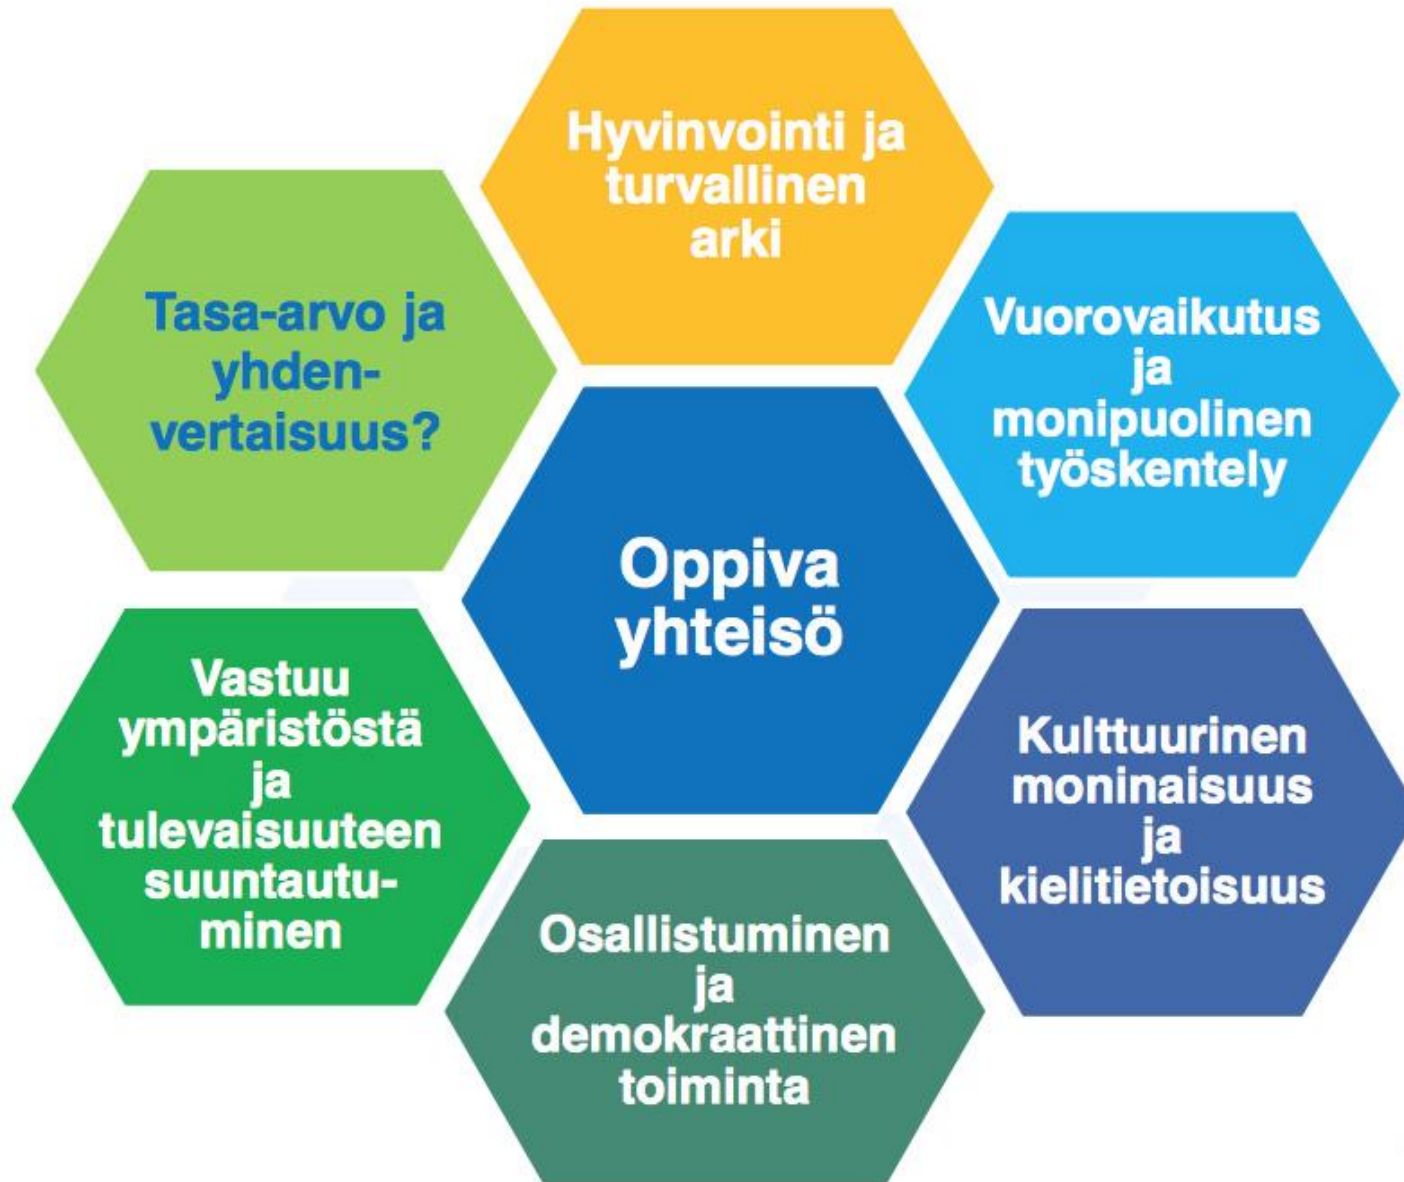 Hyvinvointi ja
turvallinen
arki
Tasa-arvo ja
yhden-
vertaisuus?
Vuorovaikutus
ja
monipuolinen
työskentely
Oppiva
yhteisö
Vastuu
ympäristöstä
ja
tulevaisuuteen
suuntautu-
minen
Kulttuurinen
moninaisuus
ja
kielitietoisuus
Osallistuminen
ja
demokraattinen
toiminta